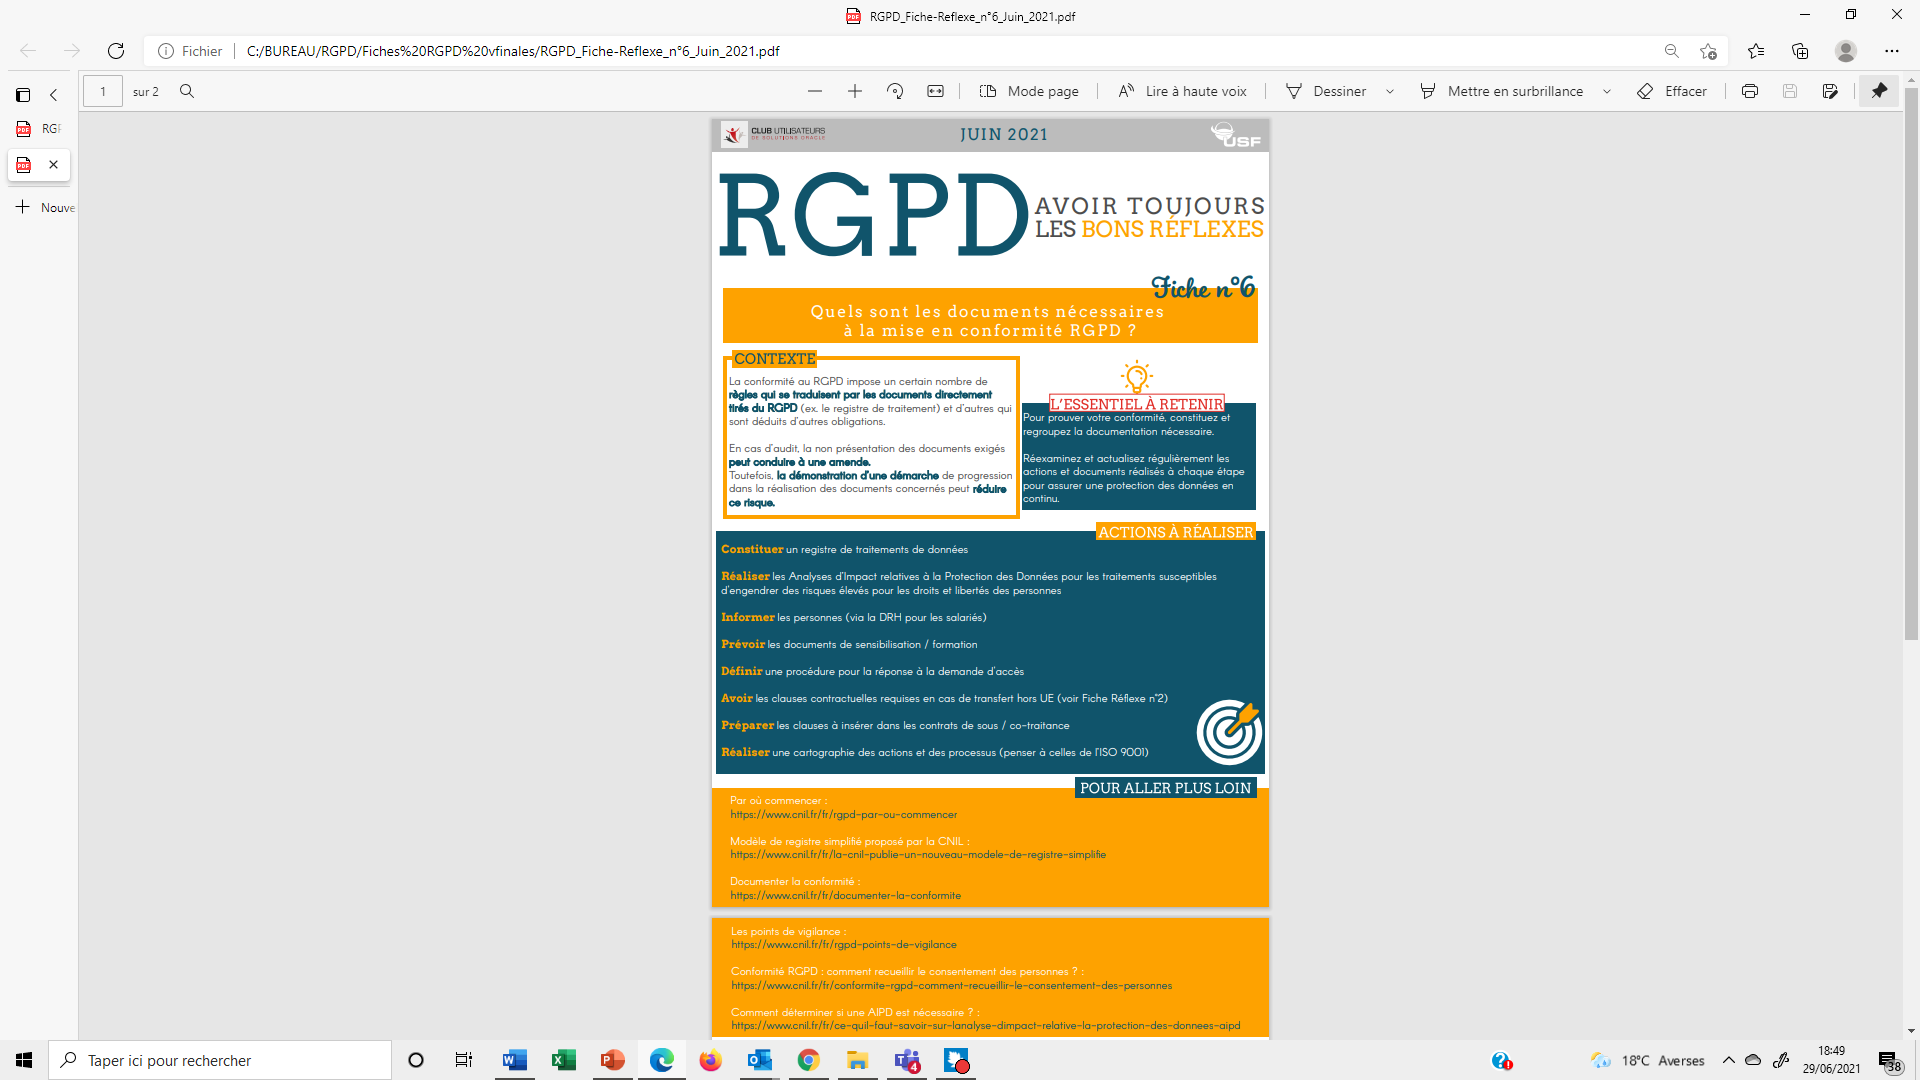 RGPD_Fiche-Reflexe_n°6_Juin_2021.pdf
Fichier
C:/BUREAU/RGPD/Fiches%20RGPD%20vfinales/RGPD_Fiche-Reflexe_n°6_Juin_2021.pdf
1 sur 2
Mode page
Lire à haute voix
Dessiner
Mettre en surbrillance
Effacer
Nouve
CLUB UTILISATEURS
DE SOLUTIONS ORACLE
JUIN 2021
USF
RGPD
AVOIR TOUJOURS
LES BONS RÉFLEXES
Fiche n°6
Quels sont les documents nécessaires
à la mise en conformité RGPD ?
CONTEXTE
La conformité au RGPD impose un certain nombre de
règles qui se traduisent par les documents directement
tirés du RGPD (ex. le registre de traitement) et d'autres qui
sont déduits d'autres obligations.
En cas d'audit, la non présentation des documents exigés
peut conduire à une amende.
Toutefois, la démonstration d'une démarche de progression
dans la réalisation des documents concernés peut réduire
ce risque.
L'ESSENTIEL À RETENIR
Pour prouver votre conformité, constituez et
regroupez la documentation nécessaire.
Réexaminez et actualisez régulièrement les
actions et documents réalisés à chaque étape
pour assurer une protection des données en
continu.
ACTIONS À RÉALISER
Constituer un registre de traitements de données
Réaliser les Analyses d'Impact relatives à la Protection des Données pour les traitements susceptibles
d'engendrer des risques élevés pour les droits et libertés des personnes
Informer les personnes (via la DRH pour les salariés)
Prévoir les documents de sensibilisation / formation
Définir une procédure pour la réponse à la demande d'accès
Avoir les clauses contractuelles requises en cas de transfert hors UE (voir Fiche Réflexe n°2)
Préparer les clauses à insérer dans les contrats de sous / co-traitance
Réaliser une cartographie des actions et des processus (penser à celles de l'ISO 9001)
POUR ALLER PLUS LOIN
Par où commencer :
https://www.cnil.fr/fr/rgpd-par-ou-commencer
Modèle de registre simplifié proposé par la CNIL :
https://www.cnil.fr/fr/la-cnil-publie-un-nouveau-modele-de-registre-simplifie
Documenter la conformité :
https://www.cnil.fr/fr/documenter-la-conformite
Les points de vigilance :
https://www.cnil.fr/fr/rgpd-points-de-vigilance
Conformité RGPD : comment recueillir le consentement des personnes ? :
https://www.cnil.fr/fr/conformite-rgpd-comment-recueillir-le-consentement-des-personnes
Comment déterminer si une AIPD est nécessaire ? :
https://www.cnil.fr/fr/ce-quil-faut-savoir-sur-lanalyse-dimpact-relative-la-protection-des-donnees-aipd
Taper ici pour rechercher
4
18°C Averses
18:49
29/06/2021
38